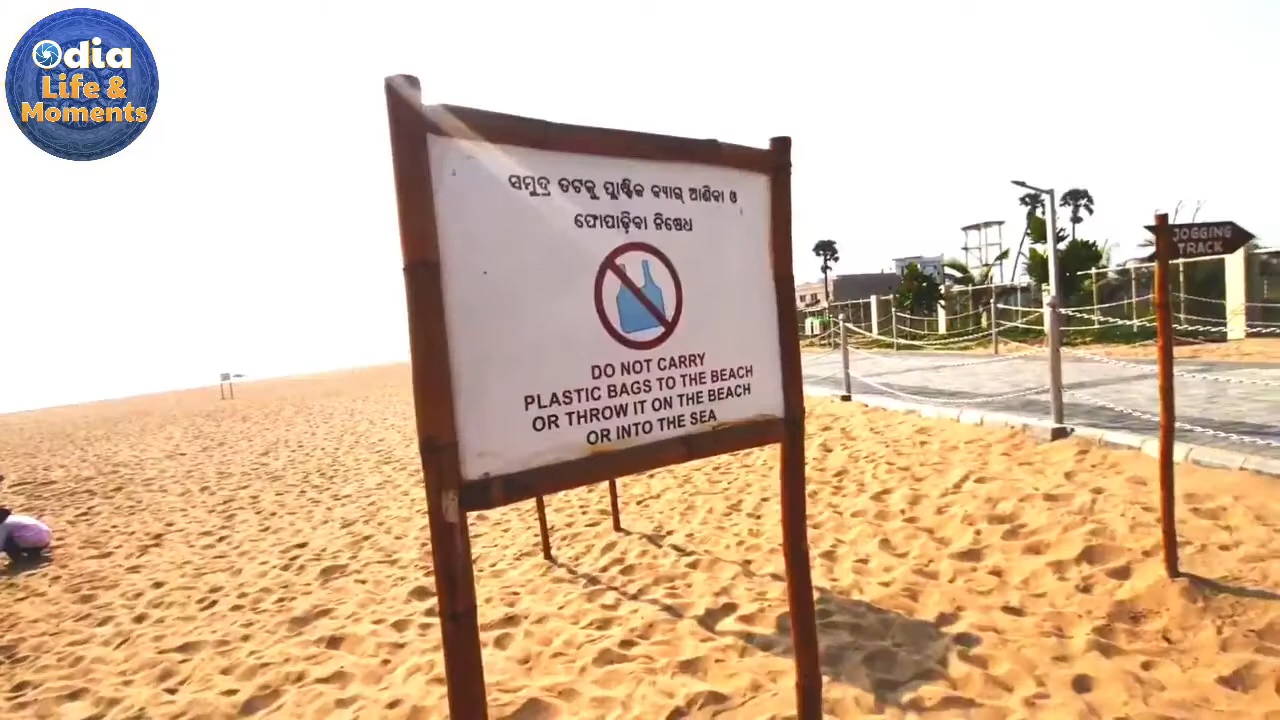 Odia
Life &
Moments
ସମୁଦ୍ର ତଟକୁ ପ୍ଲାଷ୍ଟିକ ବ୍ୟାଗ୍ ଆଣିବା ଓ
ଫୋପାଡ଼ିବା ନିଷେଧ
DO NOT CARRY
PLASTIC BAGS TO THE BEACH
OR THROW IT ON THE BEACH
OR INTO THE SEA
JOGGING
TRACK